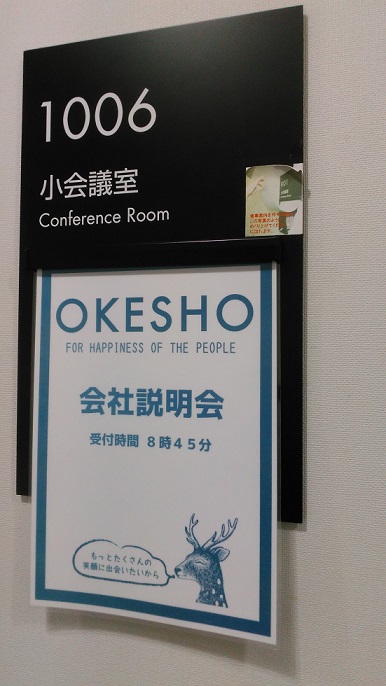 1006
小会議室
Conference Room
OKESHO
FOR HAPPINESS OF THE PEOPLE
会社説明会
受付時間 8時45分
もっとたくさんの
笑顔に出会いたいから